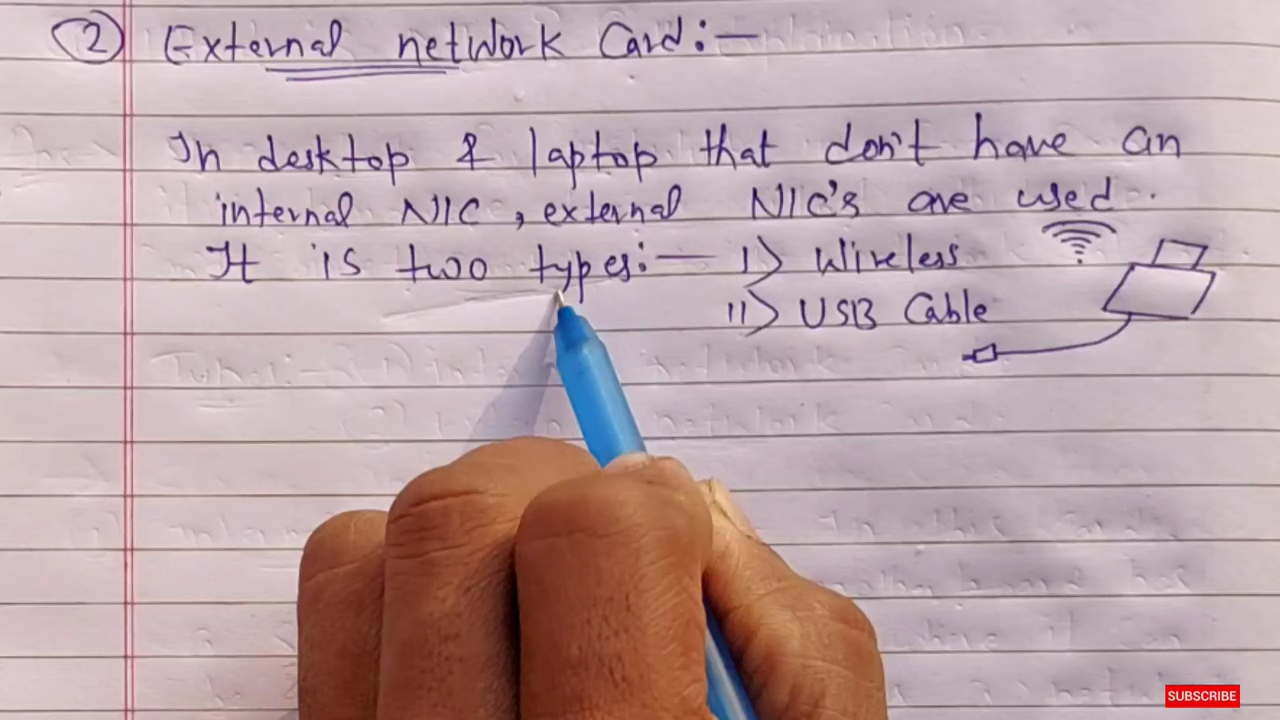 ② External network Card:-
In desktop & laptop that don't have an
internal NIC, external NIC's are used.
It is two types:- i> Wireless
ii> USB Cable
SUBSCRIBE